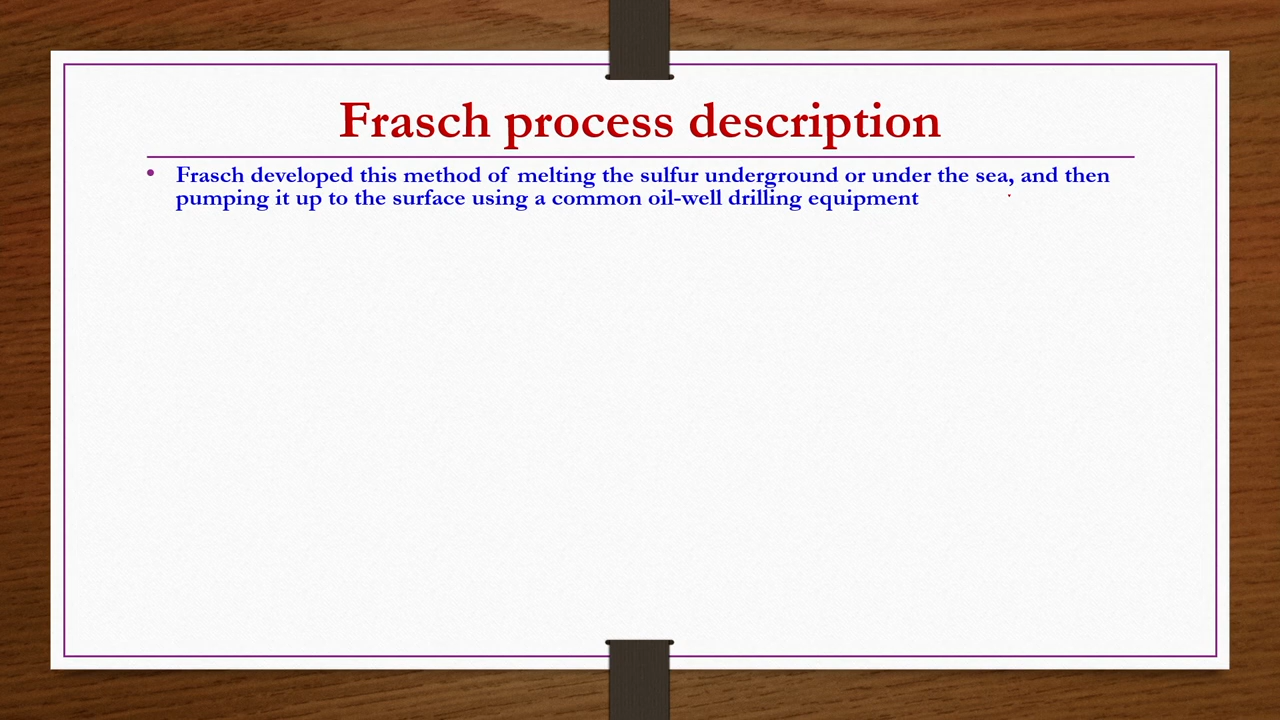 Frasch process description
• Frasch developed this method of melting the sulfur underground or under the sea, and then
pumping it up to the surface using a common oil-well drilling equipment